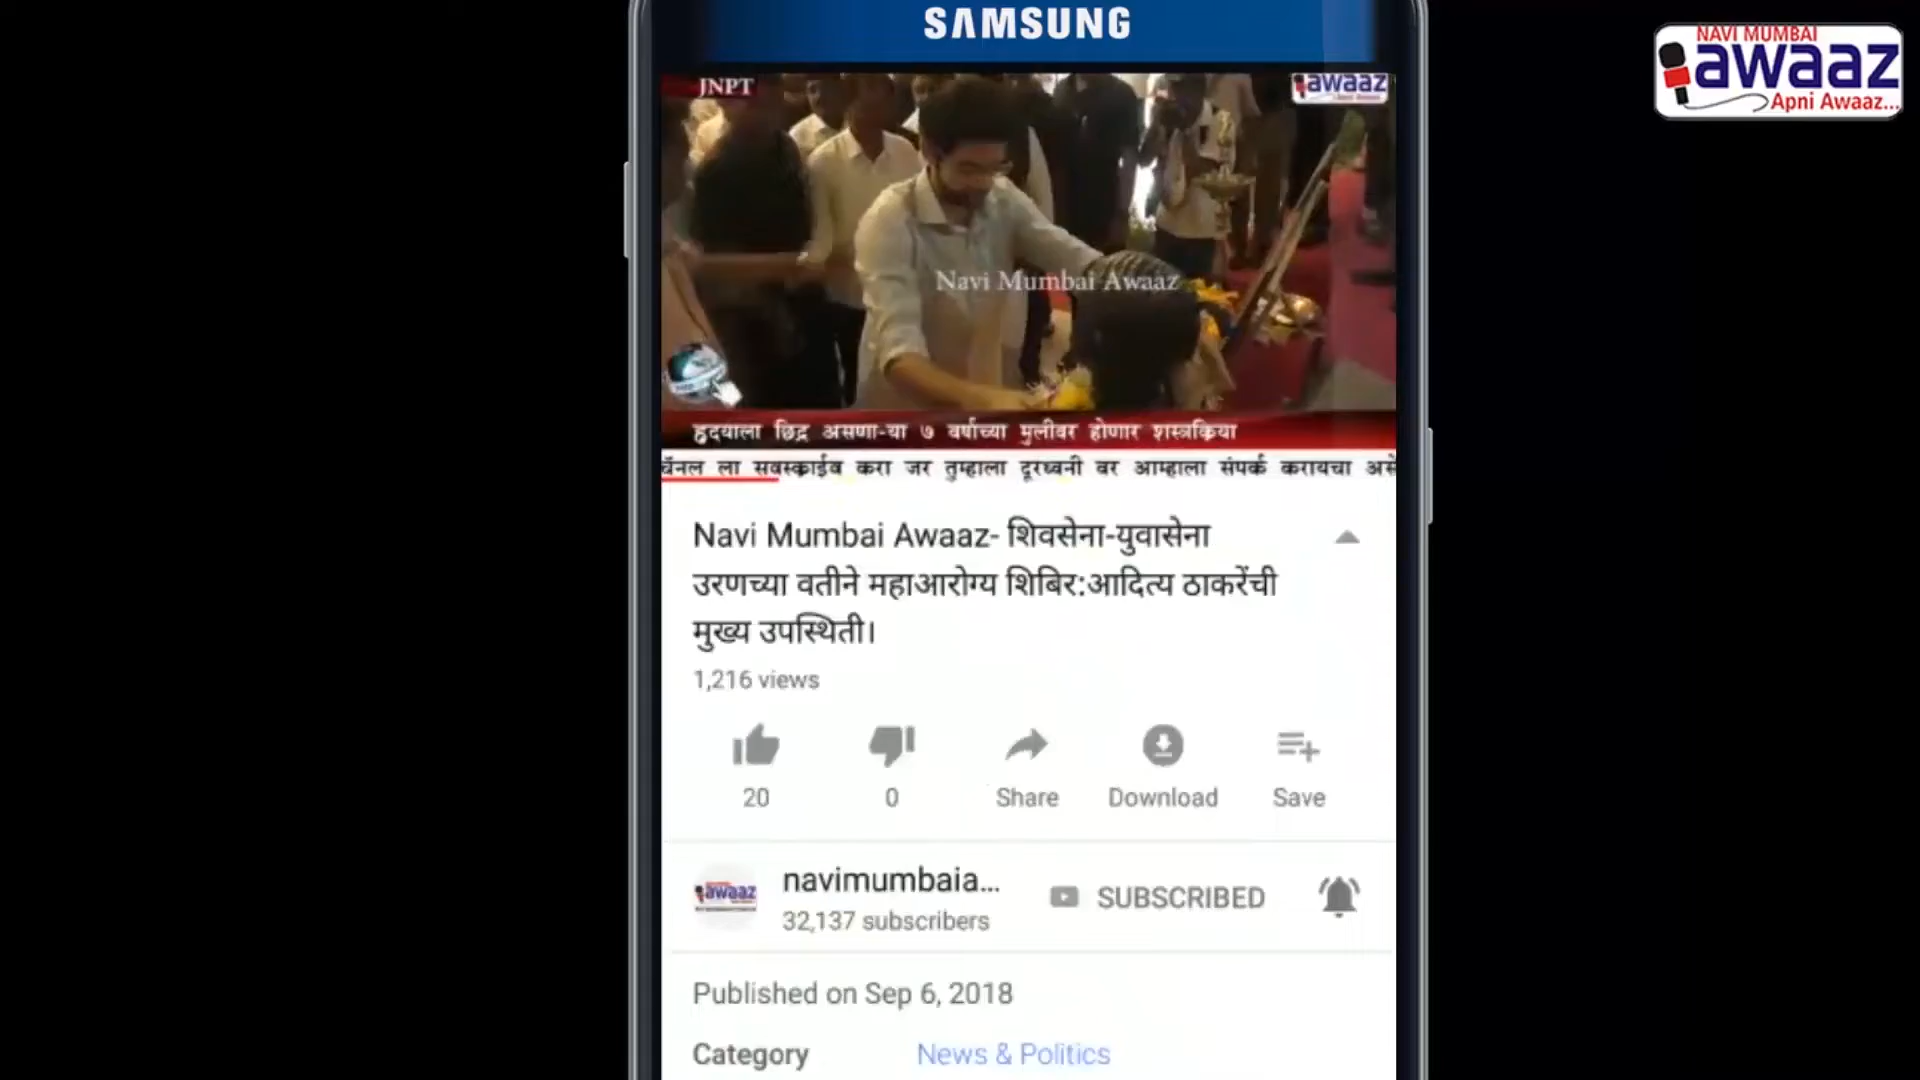 SAMSUNG
NAVI MUMBAI
awaaz
Apni Awaaz...
JNPT
awaaz
Navi Mumbai Awaaz
हृदयाला छिद्र असणा-या ७ वर्षाच्या मुलीवर होणार शस्त्रक्रिया
चॅनल ला सबस्क्राईब करा जर तुम्हाला दूरध्वनी वर आम्हाला संपर्क करायचा असे
Navi Mumbai Awaaz- शिवसेना-युवासेना
उरणच्या वतीने महाआरोग्य शिबिर:आदित्य ठाकरेंची
मुख्य उपस्थिती।
1,216 views
20
0
Share
Download
Save
awaaz
navimumbaia...
SUBSCRIBED
32,137 subscribers
Published on Sep 6, 2018
Category
News & Politics